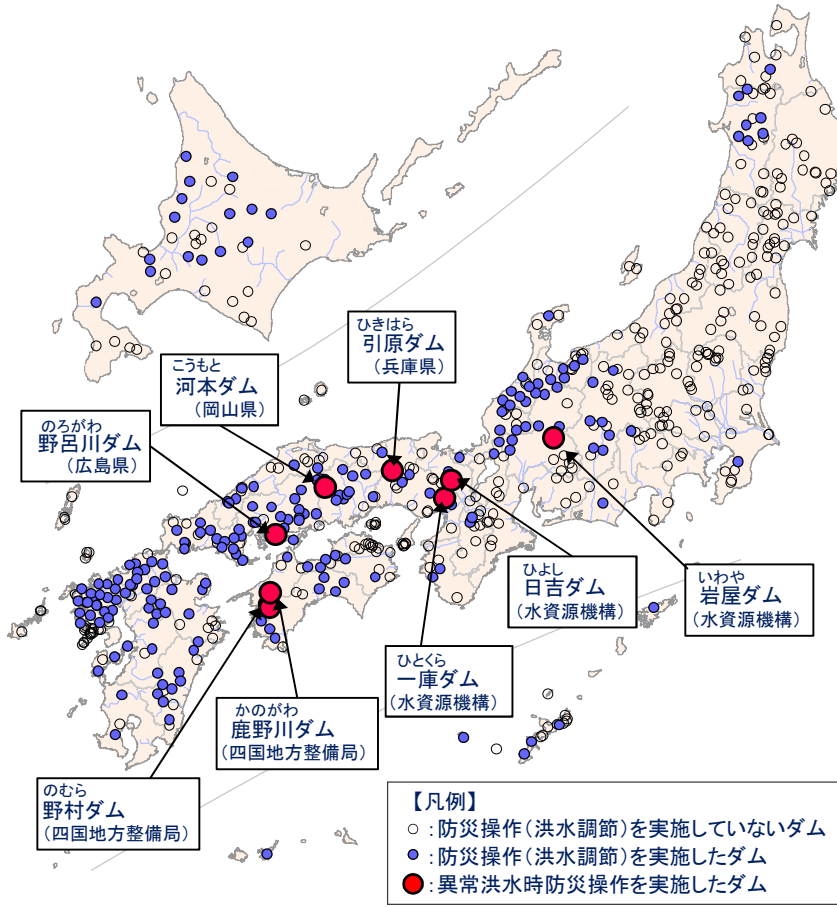 ひきはら
引原ダム
（兵庫県）
こうもと
河本ダム
（岡山県）
のろがわ
野呂川ダム
（広島県）
ひよし
日吉ダム
（水資源機構）
いわや
岩屋ダム
（水資源機構）
ひとくら
一庫ダム
（水資源機構）
かのがわ
鹿野川ダム
（四国地方整備局）
のむら
野村ダム
（四国地方整備局）
【凡例】
○：防災操作（洪水調節）を実施していないダム
●：防災操作（洪水調節）を実施したダム
●：異常洪水時防災操作を実施したダム